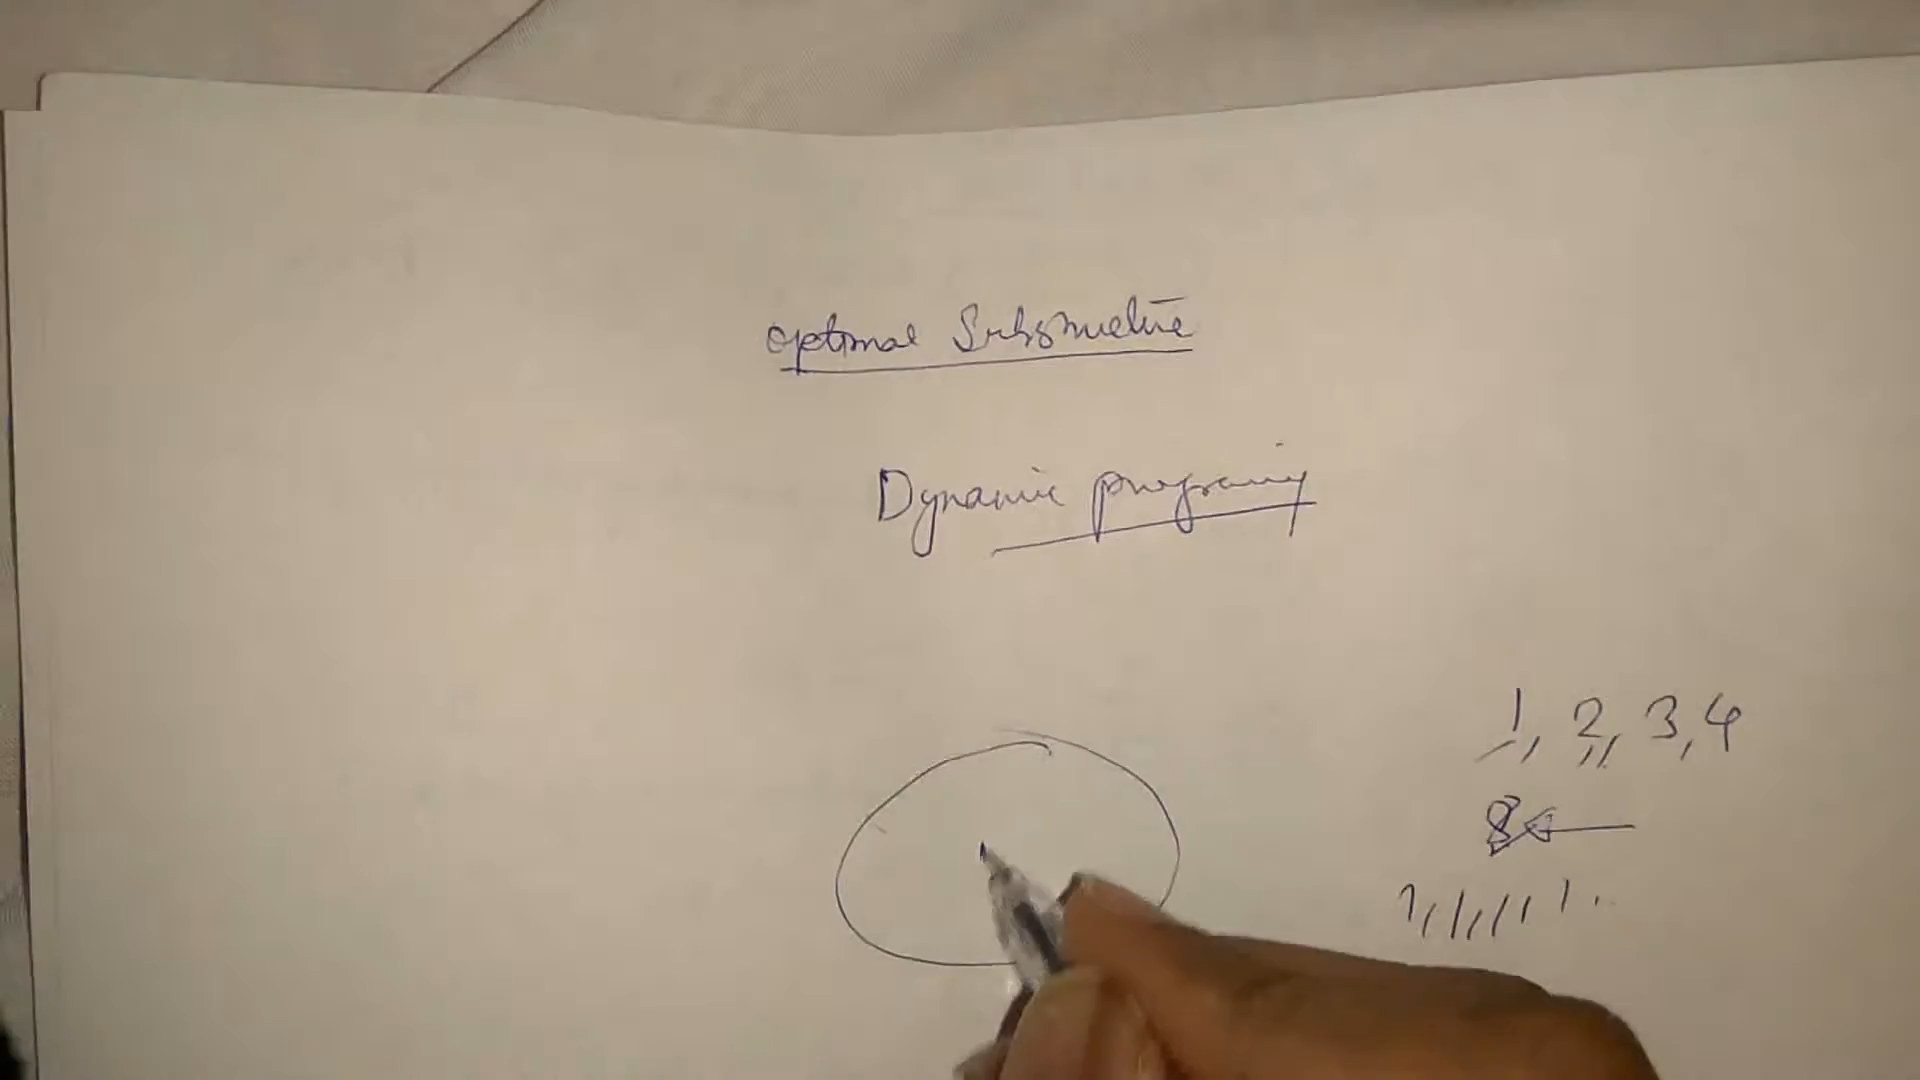 optimal Substructure
Dynamic programing
1, 2, 3, 4
8